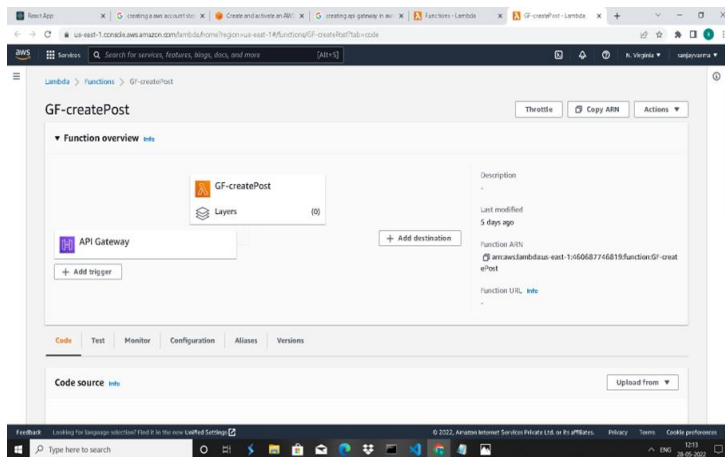 React App
creating a aws account ste
Create and activate an AWS
creating api gateway in aw
Functions - Lambda
GF-createPost - Lambda
us-east-1.console.aws.amazon.com/lambda/home?region=us-east-1#/functions/GF-createPost?tab=code
aws
Services
Search for services, features, blogs, docs, and more
[Alt+S]
N. Virginia ▼
sanjayvarma ▼
Lambda > Functions > GF-createPost
GF-createPost
Throttle
Copy ARN
Actions ▼
▼ Function overview Info
GF-createPost
Layers (0)
API Gateway
+ Add trigger
+ Add destination
Description
-
Last modified
5 days ago
Function ARN
arn:aws:lambda:us-east-1:460687746819:function:GF-creat
ePost
Function URL Info
-
Code
Test
Monitor
Configuration
Aliases
Versions
Code source Info
Upload from ▼
Feedback
Looking for language selection? Find it in the new Unified Settings
© 2022, Amazon Internet Services Private Ltd. or its affiliates.
Privacy
Terms
Cookie preferences
Type here to search
ENG
12:13
28-05-2022